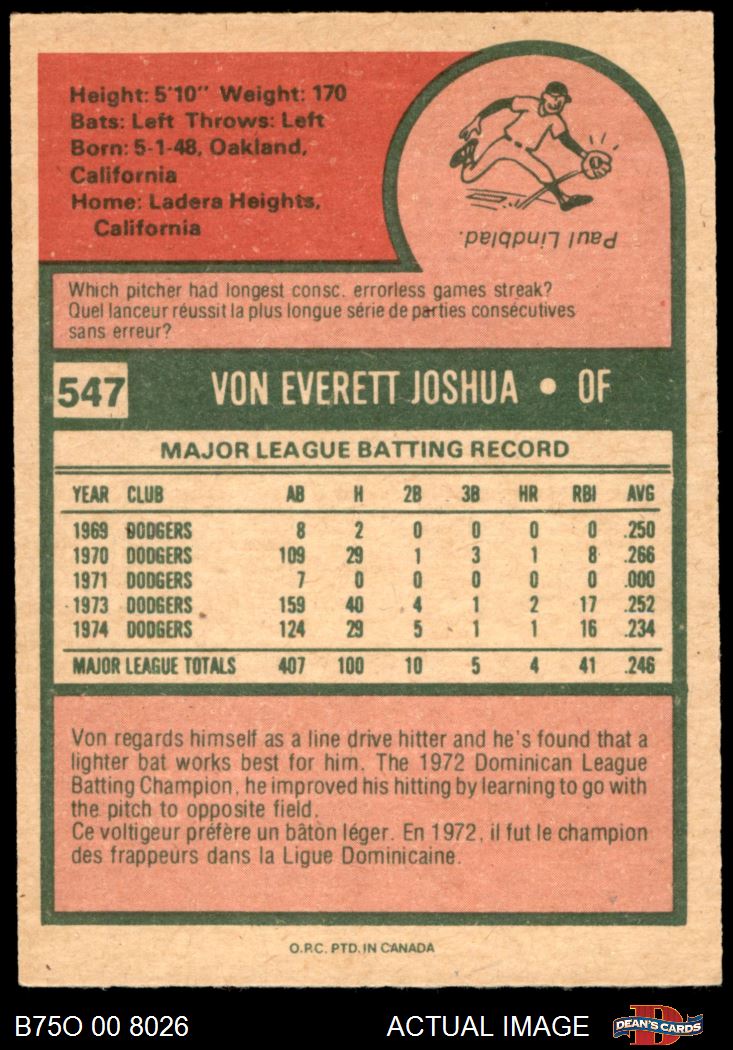 Height: 5'10" Weight: 170
Bats: Left Throws: Left
Born: 5-1-48, Oakland,
California
Home: Ladera Heights,
California
Paul Lindblad.
Which pitcher had longest consc. errorless games streak?
Quel lanceur réussit la plus longue série de parties consécutives
sans erreur?
547 VON EVERETT JOSHUA • OF
MAJOR LEAGUE BATTING RECORD
YEAR CLUB AB H 2B 3B HR RBI AVG
1969 DODGERS 8 2 0 0 0 0 .250
1970 DODGERS 109 29 1 3 1 8 .266
1971 DODGERS 7 0 0 0 0 0 .000
1973 DODGERS 159 40 4 1 2 17 .252
1974 DODGERS 124 29 5 1 1 16 .234
MAJOR LEAGUE TOTALS 407 100 10 5 4 41 .246
Von regards himself as a line drive hitter and he's found that a
lighter bat works best for him. The 1972 Dominican League
Batting Champion, he improved his hitting by learning to go with
the pitch to opposite field.
Ce voltigeur préfère un bâton léger. En 1972, il fut le champion
des frappeurs dans la Ligue Dominicaine.
O.P.C. PTD. IN CANADA
B75O 00 8026 ACTUAL IMAGE D DEAN'S CARDS